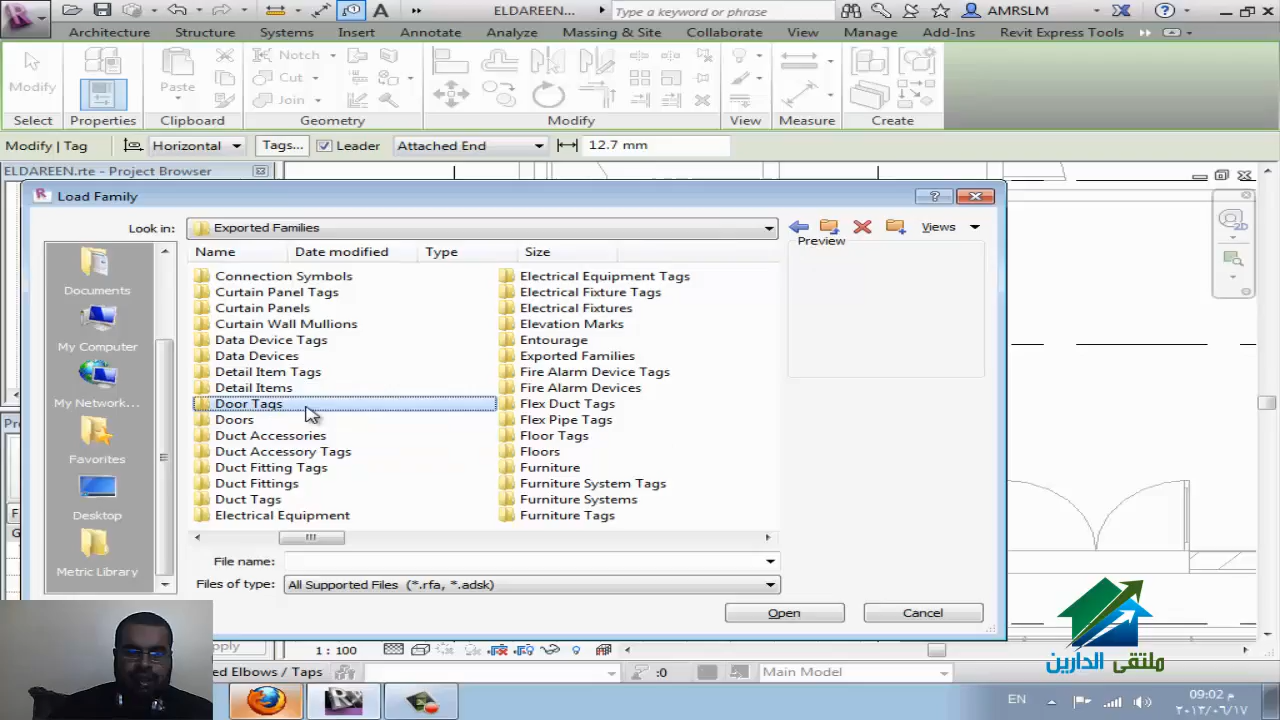 ELDAREEN...
Type a keyword or phrase
AMRSLM
Architecture
Structure
Systems
Insert
Annotate
Analyze
Massing & Site
Collaborate
View
Manage
Add-Ins
Revit Express Tools
Modify
Paste
Notch
Cut
Join
Select
Properties
Clipboard
Geometry
Modify
View
Measure
Create
Modify | Tag
Horizontal
Tags...
Leader
Attached End
12.7 mm
ELDAREEN.rte - Project Browser
Load Family
Look in:
Exported Families
Views
Name
Date modified
Type
Size
Preview
Documents
My Computer
My Network...
Favorites
Desktop
Metric Library
Connection Symbols
Curtain Panel Tags
Curtain Panels
Curtain Wall Mullions
Data Device Tags
Data Devices
Detail Item Tags
Detail Items
Door Tags
Doors
Duct Accessories
Duct Accessory Tags
Duct Fitting Tags
Duct Fittings
Duct Tags
Electrical Equipment
Electrical Equipment Tags
Electrical Fixture Tags
Electrical Fixtures
Elevation Marks
Entourage
Exported Families
Fire Alarm Device Tags
Fire Alarm Devices
Flex Duct Tags
Flex Pipe Tags
Floor Tags
Floors
Furniture
Furniture System Tags
Furniture Systems
Furniture Tags
File name:
Files of type:
All Supported Files (*.rfa, *.adsk)
Open
Cancel
1 : 100
ed Elbows / Taps
:0
Main Model
ملتقى الدارين
EN
09:02 م
٢٠١٣/٠٦/١٧